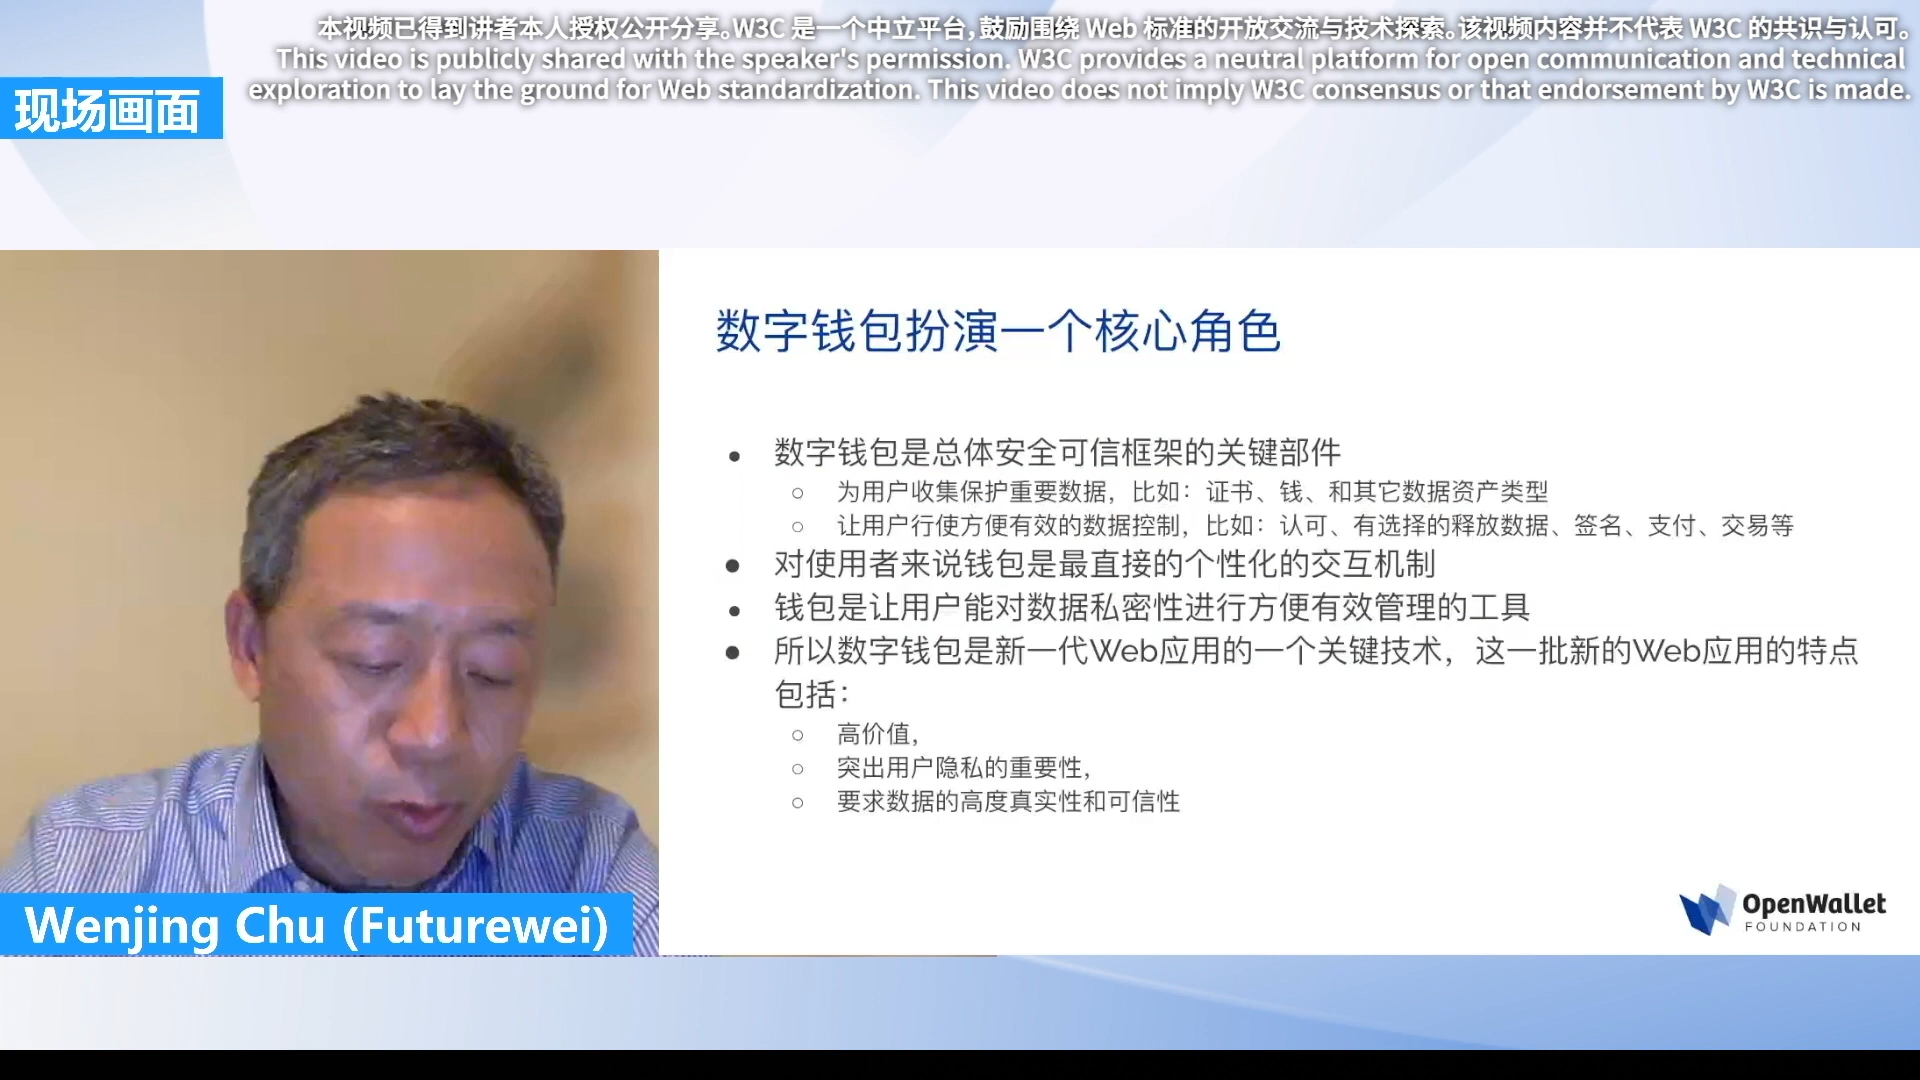 本视频已得到讲者本人授权公开分享。W3C 是一个中立平台，鼓励围绕 Web 标准的开放交流与技术探索。该视频内容并不代表 W3C 的共识与认可。
This video is publicly shared with the speaker's permission. W3C provides a neutral platform for open communication and technical
exploration to lay the ground for Web standardization. This video does not imply W3C consensus or that endorsement by W3C is made.
现场画面
数字钱包扮演一个核心角色
● 数字钱包是总体安全可信框架的关键部件
○ 为用户收集保护重要数据，比如：证书、钱、和其它数据资产类型
○ 让用户行使方便有效的数据控制，比如：认可、有选择的释放数据、签名、支付、交易等
● 对使用者来说钱包是最直接的个性化的交互机制
● 钱包是让用户能对数据私密性进行方便有效管理的工具
● 所以数字钱包是新一代Web应用的一个关键技术，这一批新的Web应用的特点
包括：
○ 高价值，
○ 突出用户隐私的重要性，
○ 要求数据的高度真实性和可信性
Wenjing Chu (Futurewei)
OpenWallet
FOUNDATION